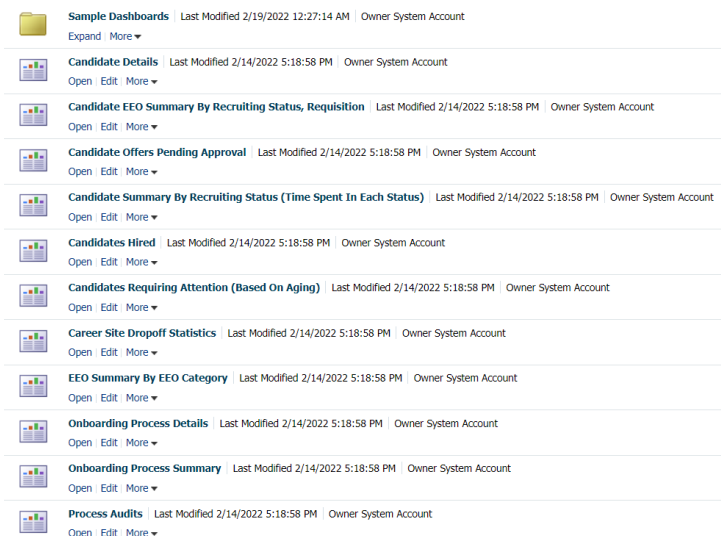 Sample Dashboards Last Modified 2/19/2022 12:27:14 AM Owner System Account
Expand More
Candidate Details Last Modified 2/14/2022 5:18:58 PM Owner System Account
Open Edit More
Candidate EEO Summary By Recruiting Status, Requisition Last Modified 2/14/2022 5:18:58 PM Owner System Account
Open Edit More
Candidate Offers Pending Approval Last Modified 2/14/2022 5:18:58 PM Owner System Account
Open Edit More
Candidate Summary By Recruiting Status (Time Spent In Each Status) Last Modified 2/14/2022 5:18:58 PM Owner System Account
Open Edit More
Candidates Hired Last Modified 2/14/2022 5:18:58 PM Owner System Account
Open Edit More
Candidates Requiring Attention (Based On Aging) Last Modified 2/14/2022 5:18:58 PM Owner System Account
Open Edit More
Career Site Dropoff Statistics Last Modified 2/14/2022 5:18:58 PM Owner System Account
Open Edit More
EEO Summary By EEO Category Last Modified 2/14/2022 5:18:58 PM Owner System Account
Open Edit More
Onboarding Process Details Last Modified 2/14/2022 5:18:58 PM Owner System Account
Open Edit More
Onboarding Process Summary Last Modified 2/14/2022 5:18:58 PM Owner System Account
Open Edit More
Process Audits Last Modified 2/14/2022 5:18:58 PM Owner System Account
Open Edit More